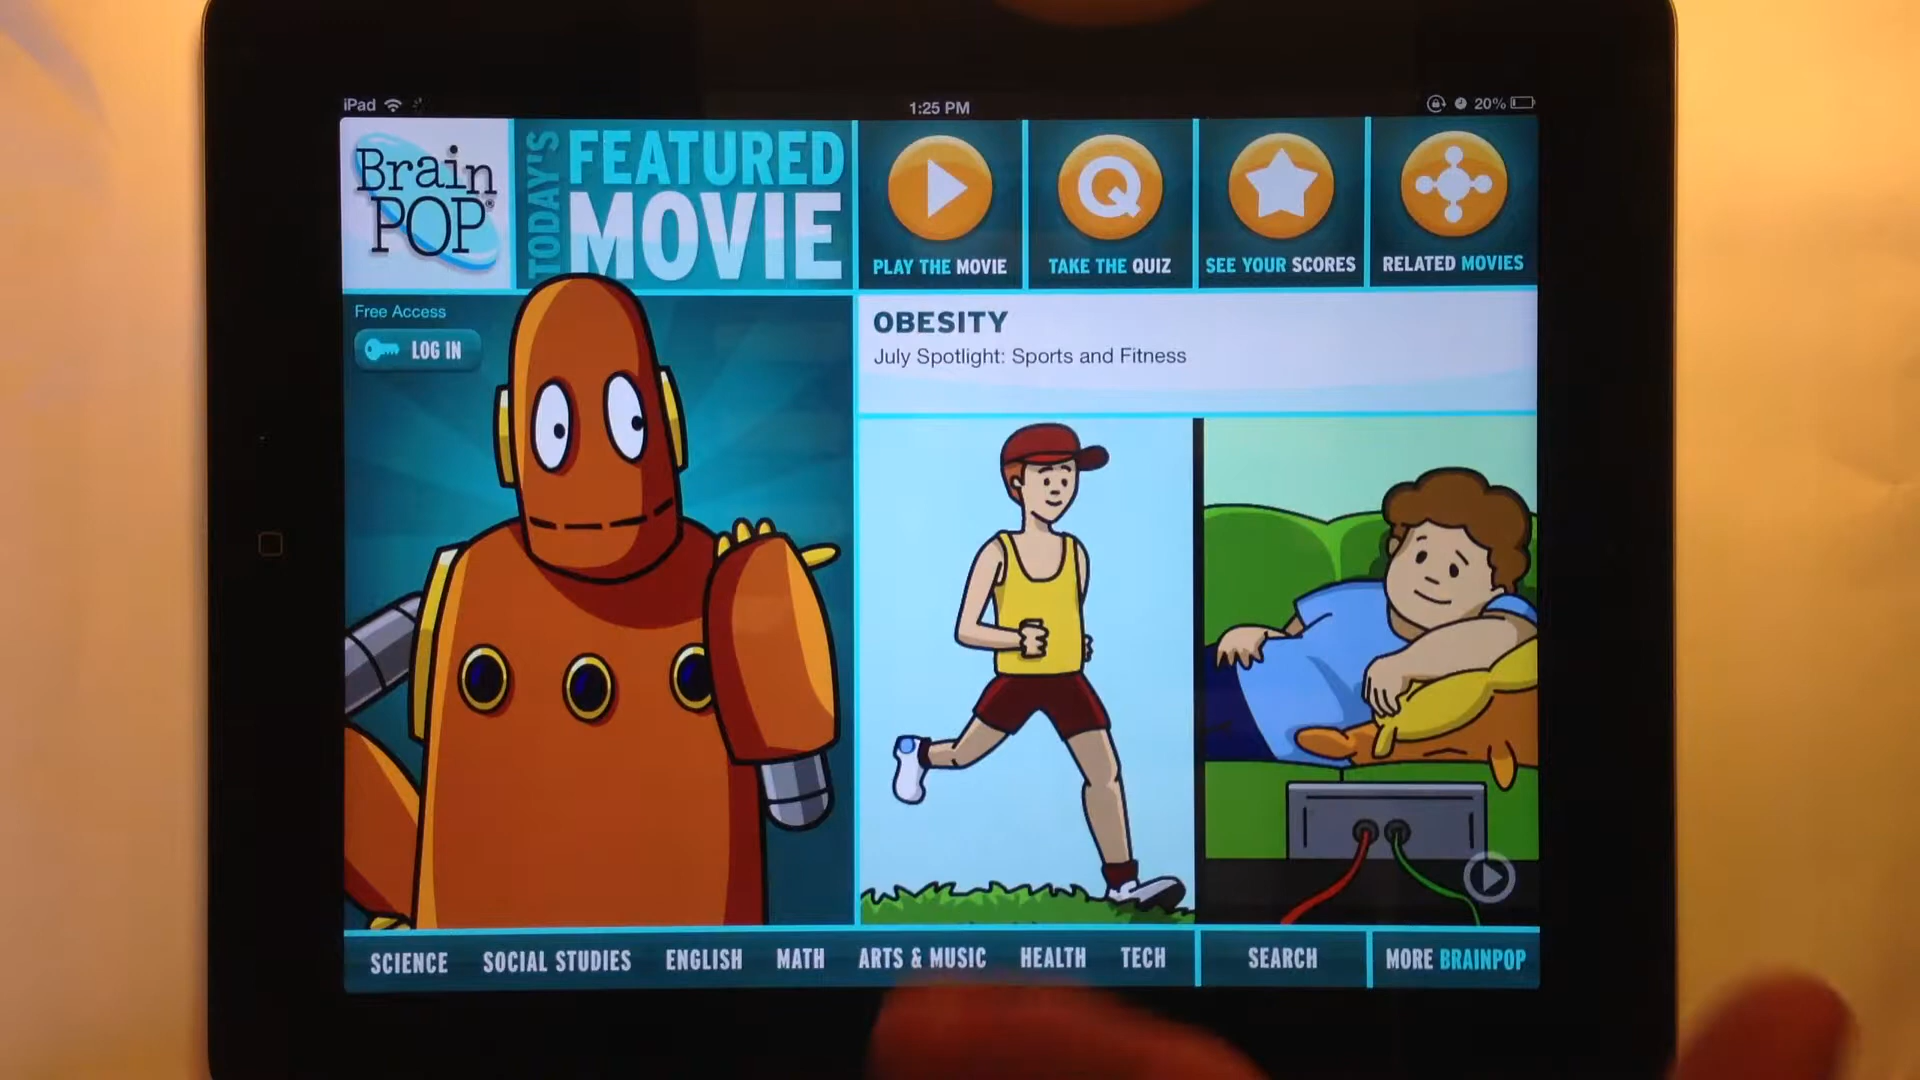 iPad
1:25 PM
20%
Brain
POP®
TODAY'S
FEATURED
MOVIE
PLAY THE MOVIE
Q
TAKE THE QUIZ
SEE YOUR SCORES
RELATED MOVIES
Free Access
LOG IN
OBESITY
July Spotlight: Sports and Fitness
SCIENCE
SOCIAL STUDIES
ENGLISH
MATH
ARTS & MUSIC
HEALTH
TECH
SEARCH
MORE BRAINPOP